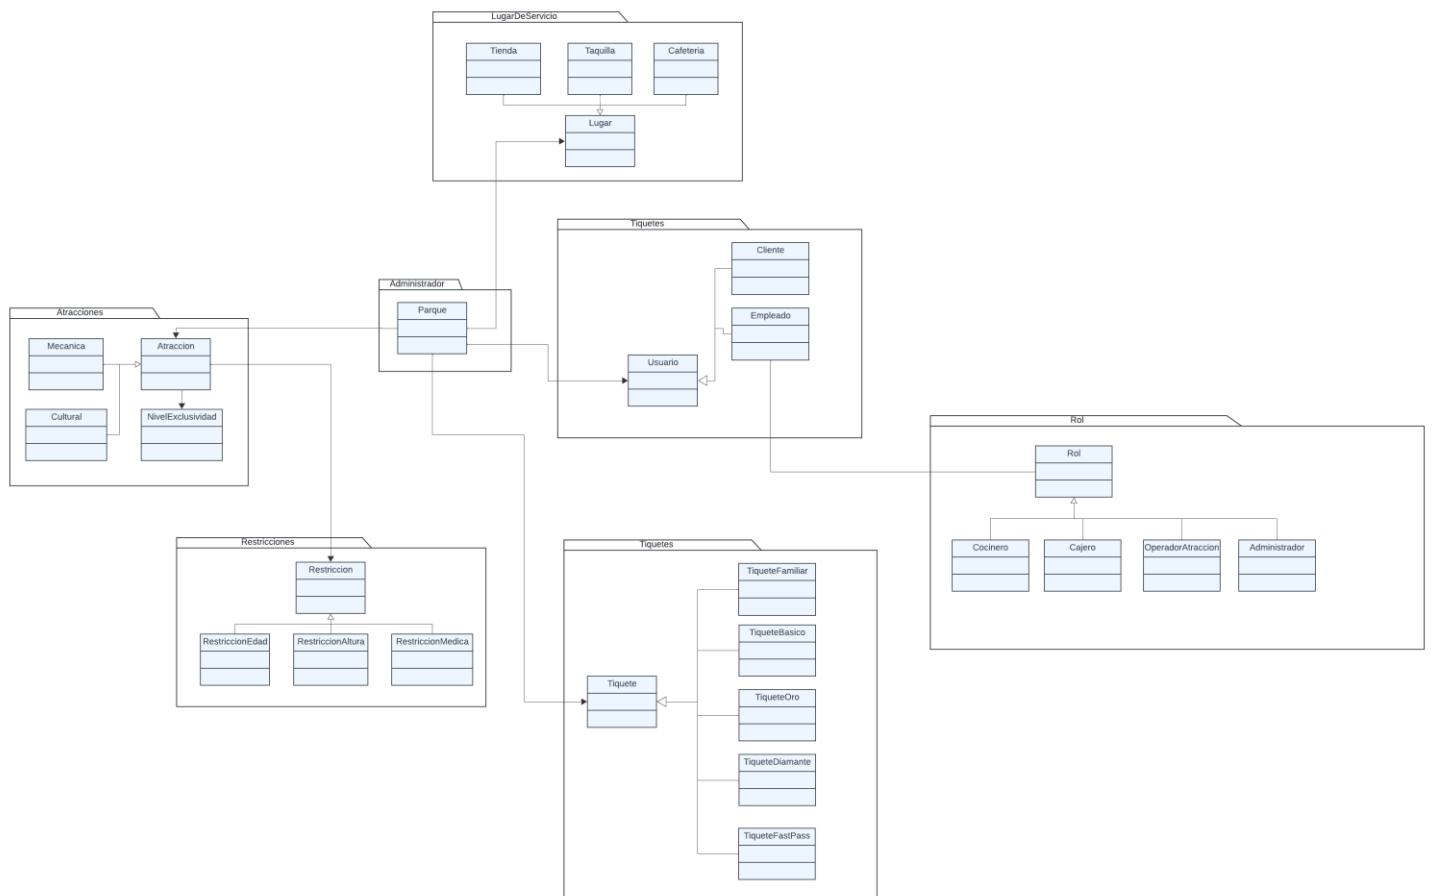 LugarDeServicio
Tienda
Taquilla
Cafeteria
Lugar
Tiquetes
Cliente
Empleado
Usuario
Administrador
Parque
Atracciones
Mecanica
Atraccion
Cultural
NivelExclusividad
Rol
Rol
Cocinero
Cajero
OperadorAtraccion
Administrador
Restricciones
Restriccion
RestriccionEdad
RestriccionAltura
RestriccionMedica
Tiquetes
TiqueteFamiliar
TiqueteBasico
Tiquete
TiqueteOro
TiqueteDiamante
TiqueteFastPass